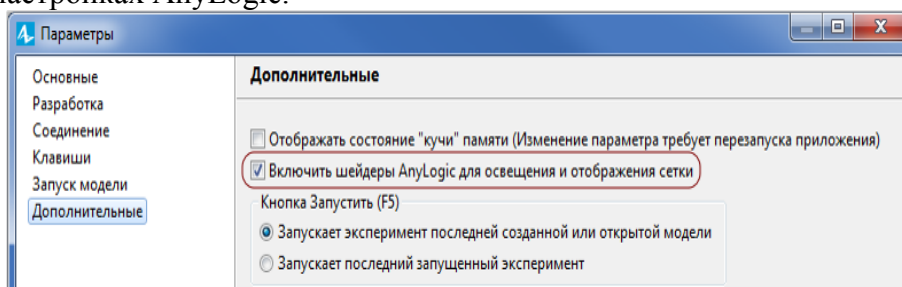 настройках AnyLogic.
Параметры
Основные
Разработка
Соединение
Клавиши
Запуск модели
Дополнительные
Дополнительные
Отображать состояние "кучи" памяти (Изменение параметра требует перезапуска приложения)
Включить шейдеры AnyLogic для освещения и отображения сетки
Кнопка Запустить (F5)
Запускает эксперимент последней созданной или открытой модели
Запускает последний запущенный эксперимент